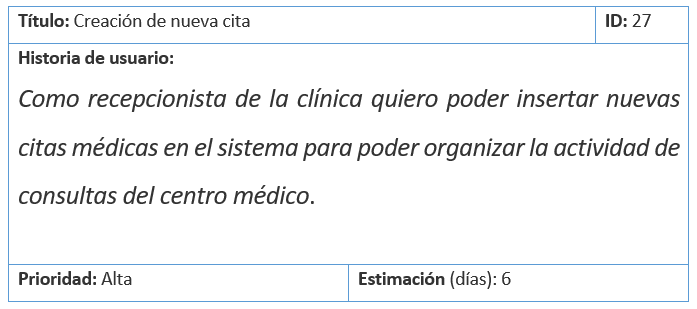 Título: Creación de nueva cita
ID: 27
Historia de usuario:
Como recepcionista de la clínica quiero poder insertar nuevas
citas médicas en el sistema para poder organizar la actividad de
consultas del centro médico.
Prioridad: Alta
Estimación (días): 6